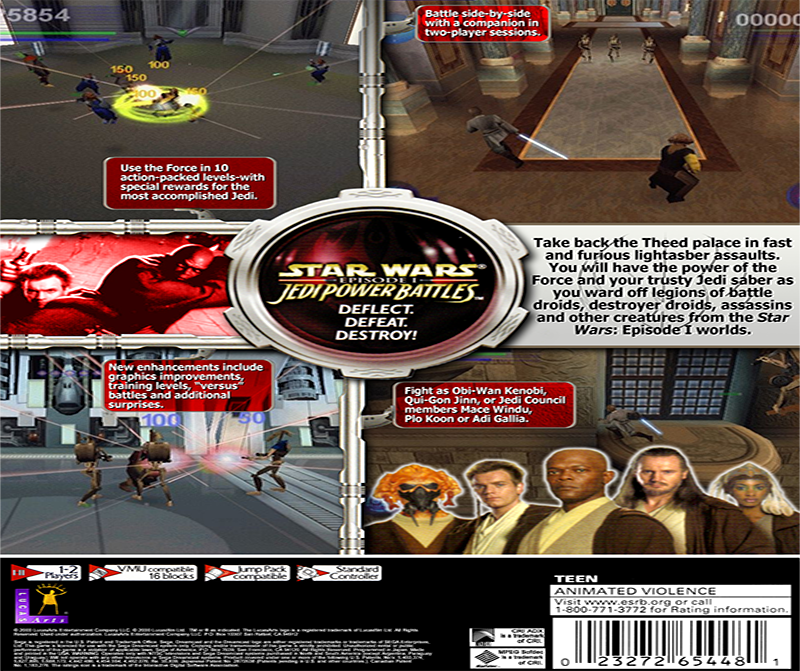 5854
100
150
150
100
150
Use the Force in 10
action-packed levels-with
special rewards for the
most accomplished Jedi.
Battle side-by-side
with a companion in
two-player sessions.
00000
STAR WARS®
EPISODE I
JEDI POWER BATTLES™
DEFLECT.
DEFEAT.
DESTROY!
Take back the Theed palace in fast
and furious lightasber assaults.
You will have the power of the
Force and your trusty Jedi saber as
you ward off legions of battle
droids, destroyer droids, assassins
and other creatures from the Star
Wars: Episode I worlds.
New enhancements include
graphics improvements,
training levels, "versus"
battles and additional
surprises.
100
50
Fight as Obi-Wan Kenobi,
Qui-Gon Jinn, or Jedi Council
members Mace Windu,
Plo Koon or Adi Gallia.
1-2
Players
VMU compatible
16 blocks
Jump Pack
compatible
Standard
Controller
LUCAS
Arts
CRI ADX
is a trademark
of CRI.
MPEG Sofdec
is a trademark
of CRI.
TEEN
ANIMATED VIOLENCE
Visit www.esrb.org or call
1-800-771-3772 for Rating information.
0 23272 65448 1